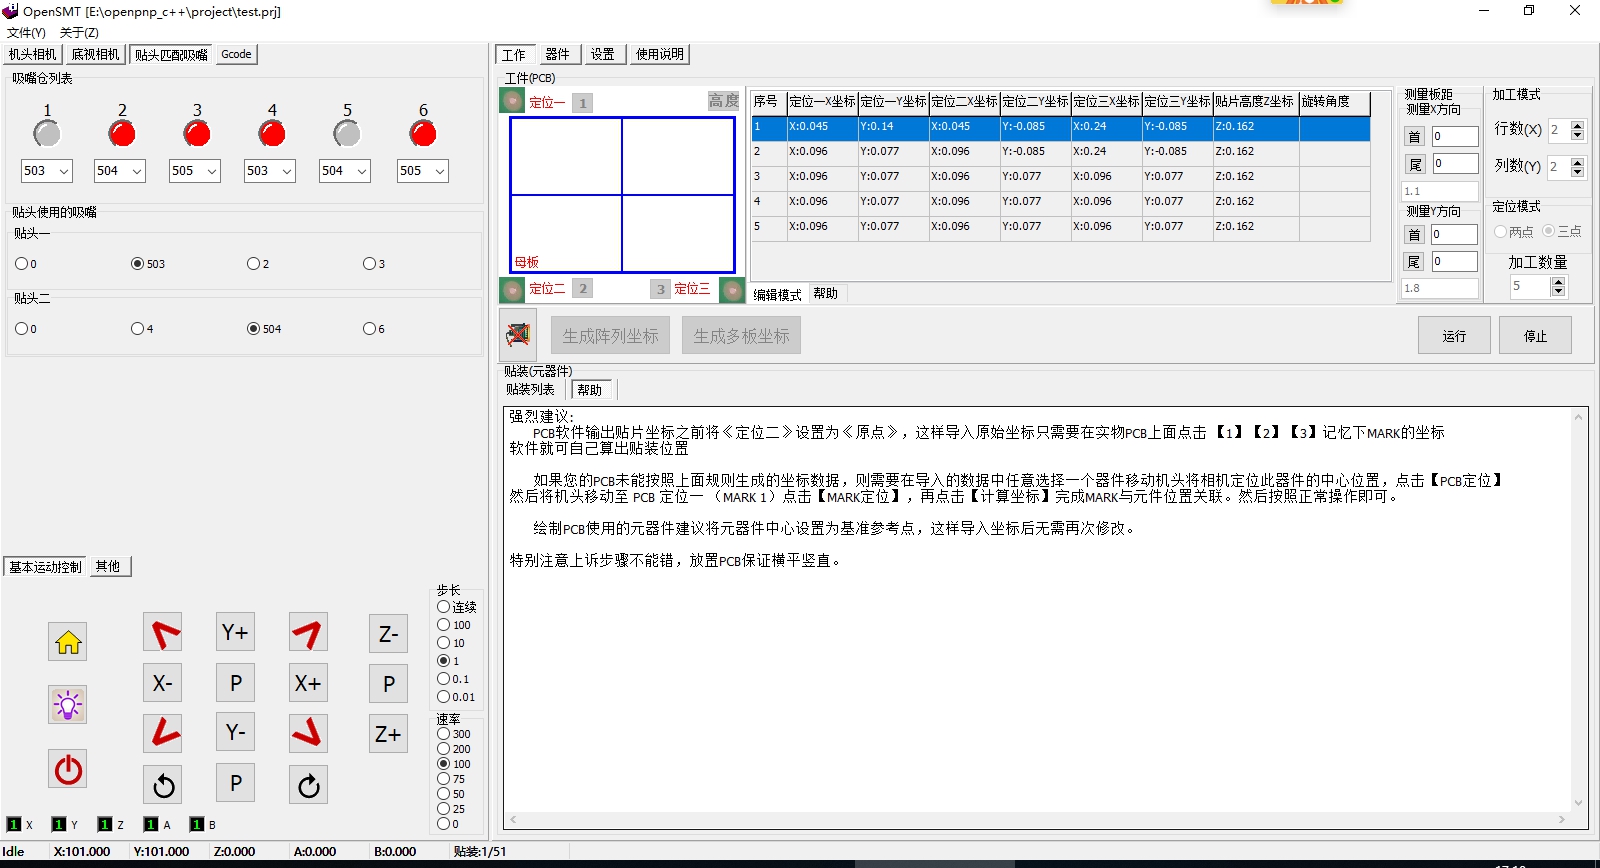 OpenSMT [E:\openpnp_c++\project\test.prj]
文件(Y) 关于(Z)
机头相机 底视相机 贴头匹配吸嘴 Gcode
吸嘴仓列表
1 2 3 4 5 6
503 504 505 503 504 505
贴头使用的吸嘴
贴头一
0 503 2 3
贴头二
0 4 504 6
基本运动控制 其他
步长
连续
100
10
1
0.1
0.01
速率
300
200
100
75
50
25
0
Y+ Z-
X- P X+ P
Y- Z+
P
1 X 1 Y 1 Z 1 A 1 B
工作 器件 设置 使用说明
工件(PCB)
定位一 1 高度
母板
定位二 2 3 定位三
序号 定位一X坐标 定位一Y坐标 定位二X坐标 定位二Y坐标 定位三X坐标 定位三Y坐标 贴片高度Z坐标 旋转角度
1 X:0.045 Y:0.14 X:0.045 Y:-0.085 X:0.24 Y:-0.085 Z:0.162
2 X:0.096 Y:0.077 X:0.096 Y:-0.085 X:0.24 Y:-0.085 Z:0.162
3 X:0.096 Y:0.077 X:0.096 Y:0.077 X:0.096 Y:0.077 Z:0.162
4 X:0.096 Y:0.077 X:0.096 Y:0.077 X:0.096 Y:0.077 Z:0.162
5 X:0.096 Y:0.077 X:0.096 Y:0.077 X:0.096 Y:0.077 Z:0.162
编辑模式 帮助
测量板距
测量X方向
首 0
尾 0
1.1
测量Y方向
首 0
尾 0
1.8
加工模式
行数(X) 2
列数(Y) 2
定位模式
两点 三点
加工数量
5
生成阵列坐标 生成多板坐标 运行 停止
贴装(元器件)
贴装列表 帮助
强烈建议:
PCB软件输出贴片坐标之前将《定位二》设置为《原点》，这样导入原始坐标只需要在实物PCB上面点击 【1】【2】【3】记忆下MARK的坐标
软件就可自己算出贴装位置
如果您的PCB未能按照上面规则生成的坐标数据，则需要在导入的数据中任意选择一个器件移动机头将相机定位此器件的中心位置，点击【PCB定位】
然后将机头移动至 PCB 定位一 （MARK 1）点击【MARK定位】，再点击【计算坐标】完成MARK与元件位置关联。然后按照正常操作即可。
绘制PCB使用的元器件建议将元器件中心设置为基准参考点，这样导入坐标后无需再次修改。
特别注意上诉步骤不能错，放置PCB保证横平竖直。
Idle X:101.000 Y:101.000 Z:0.000 A:0.000 B:0.000 贴装:1/51